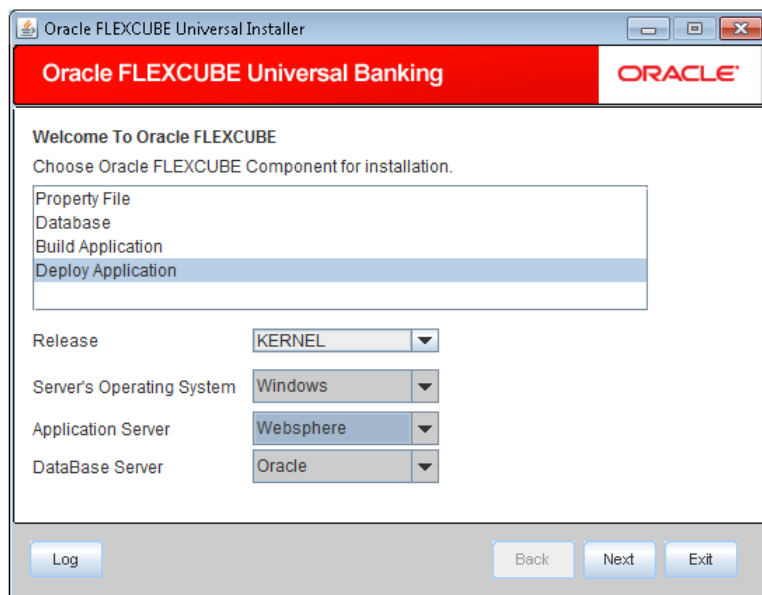 Oracle FLEXCUBE Universal Installer
Oracle FLEXCUBE Universal Banking
ORACLE®
Welcome To Oracle FLEXCUBE
Choose Oracle FLEXCUBE Component for installation.
Property File
Database
Build Application
Deploy Application
Release KERNEL
Server's Operating System Windows
Application Server Websphere
DataBase Server Oracle
Log Back Next Exit